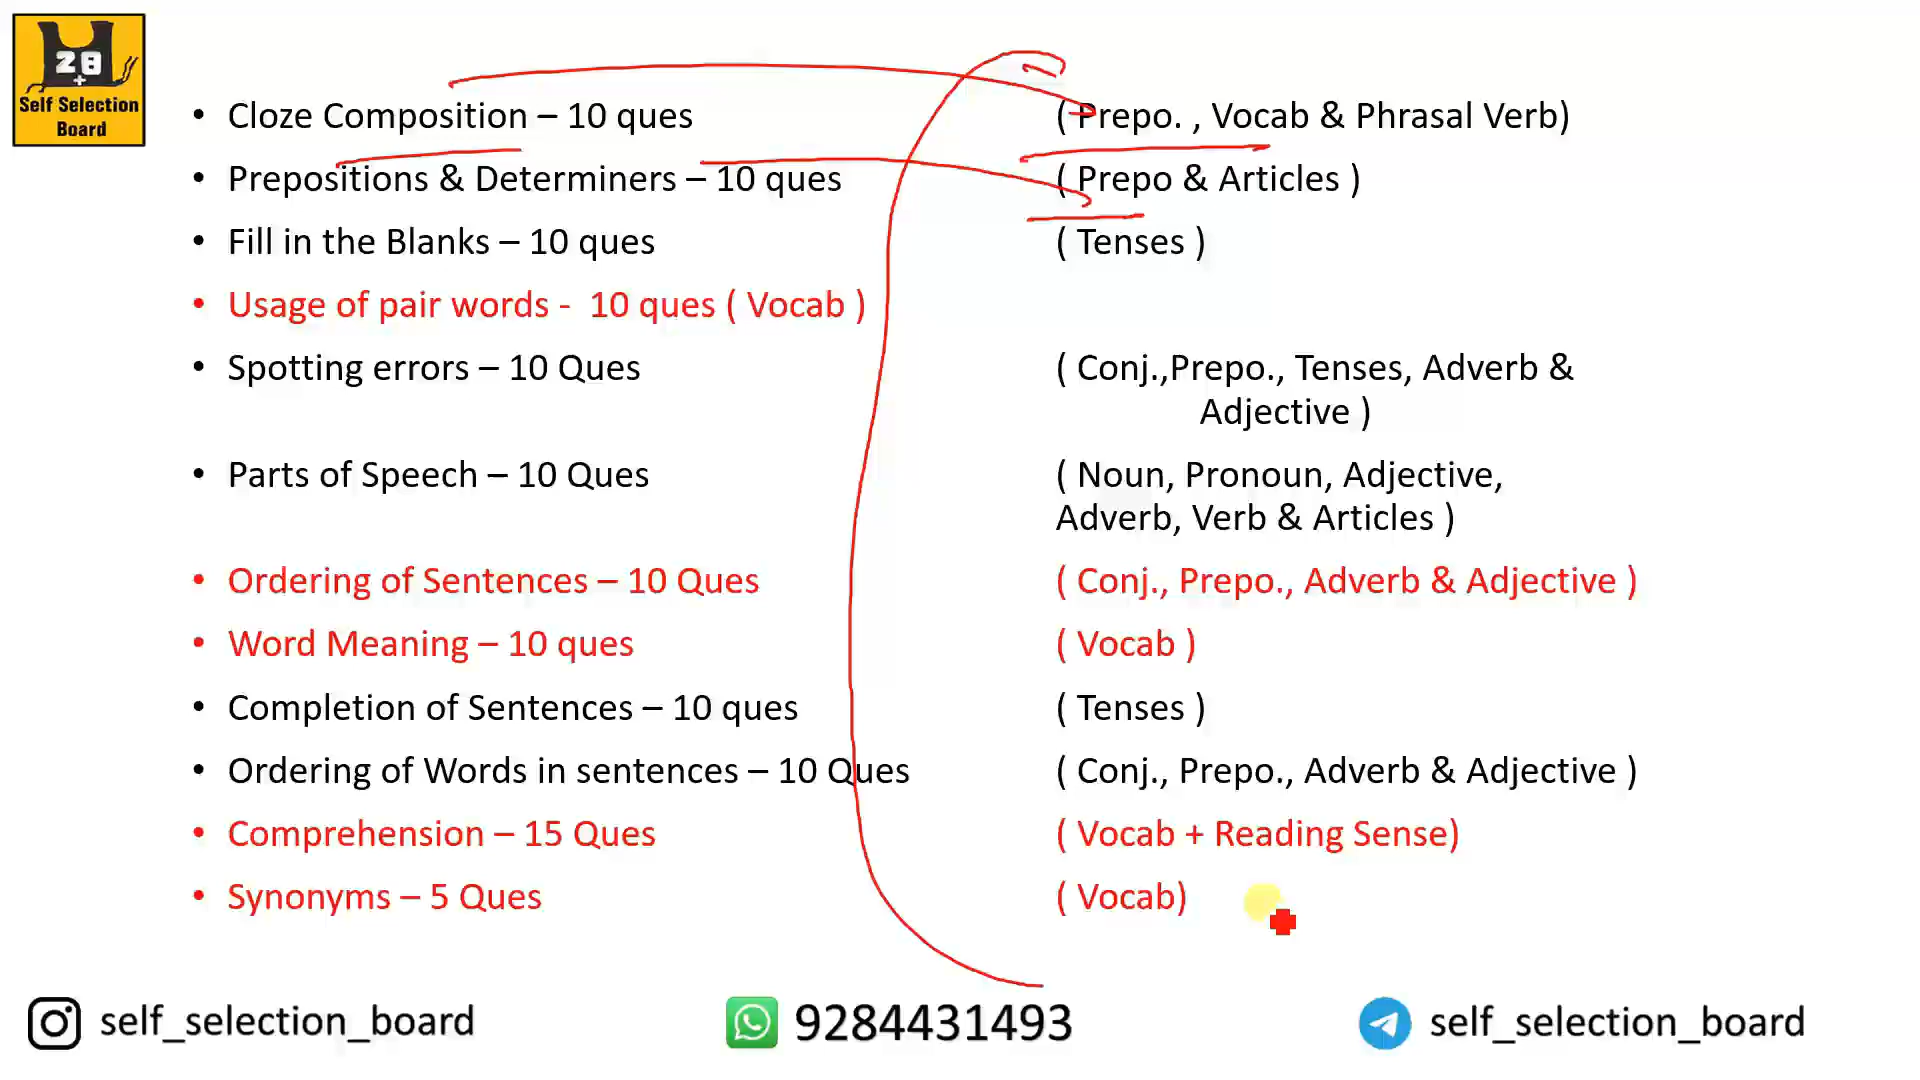 28
+
Self Selection
Board
• Cloze Composition – 10 ques ( Prepo. , Vocab & Phrasal Verb)
• Prepositions & Determiners – 10 ques ( Prepo & Articles )
• Fill in the Blanks – 10 ques ( Tenses )
• Usage of pair words - 10 ques ( Vocab )
• Spotting errors – 10 Ques ( Conj.,Prepo., Tenses, Adverb &
Adjective )
• Parts of Speech – 10 Ques ( Noun, Pronoun, Adjective,
Adverb, Verb & Articles )
• Ordering of Sentences – 10 Ques ( Conj., Prepo., Adverb & Adjective )
• Word Meaning – 10 ques ( Vocab )
• Completion of Sentences – 10 ques ( Tenses )
• Ordering of Words in sentences – 10 Ques ( Conj., Prepo., Adverb & Adjective )
• Comprehension – 15 Ques ( Vocab + Reading Sense)
• Synonyms – 5 Ques ( Vocab)
self_selection_board 9284431493 self_selection_board